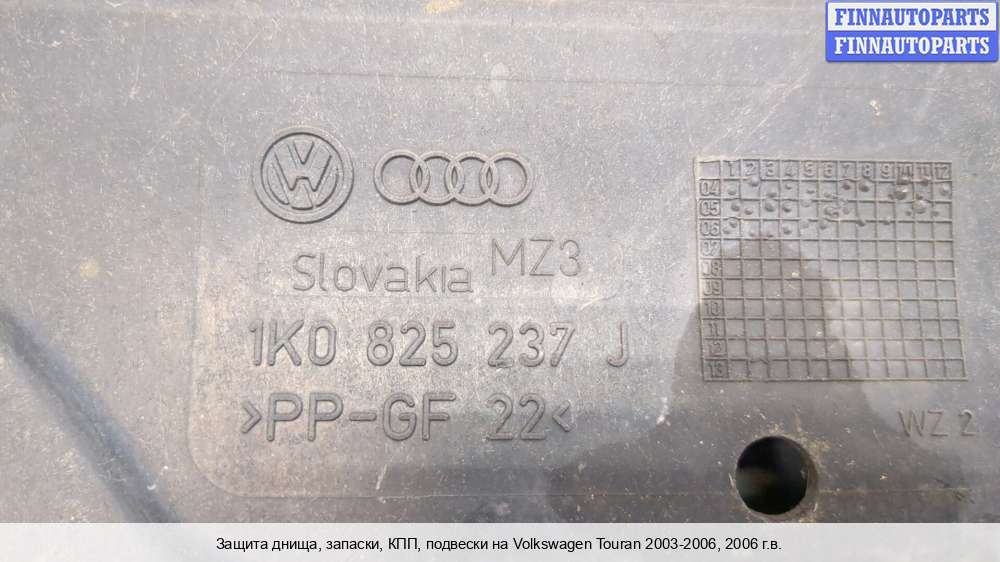 FINNAUTOPARTS
FINNAUTOPARTS
VW
Slovakia MZ3
1K0 825 237 J
>PP-GF 22<
1 2 3 4 5 6 7 8 9 10 11 12
04
05
06
07
08
09
10
11
12
13
WZ 2
Защита днища, запаски, КПП, подвески на Volkswagen Touran 2003-2006, 2006 г.в.